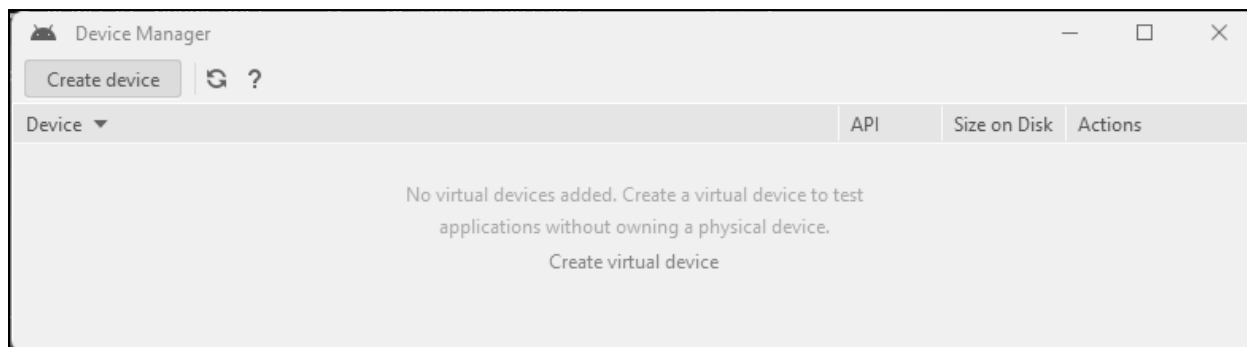 Device Manager
Create device ?
Device API Size on Disk Actions
No virtual devices added. Create a virtual device to test
applications without owning a physical device.
Create virtual device